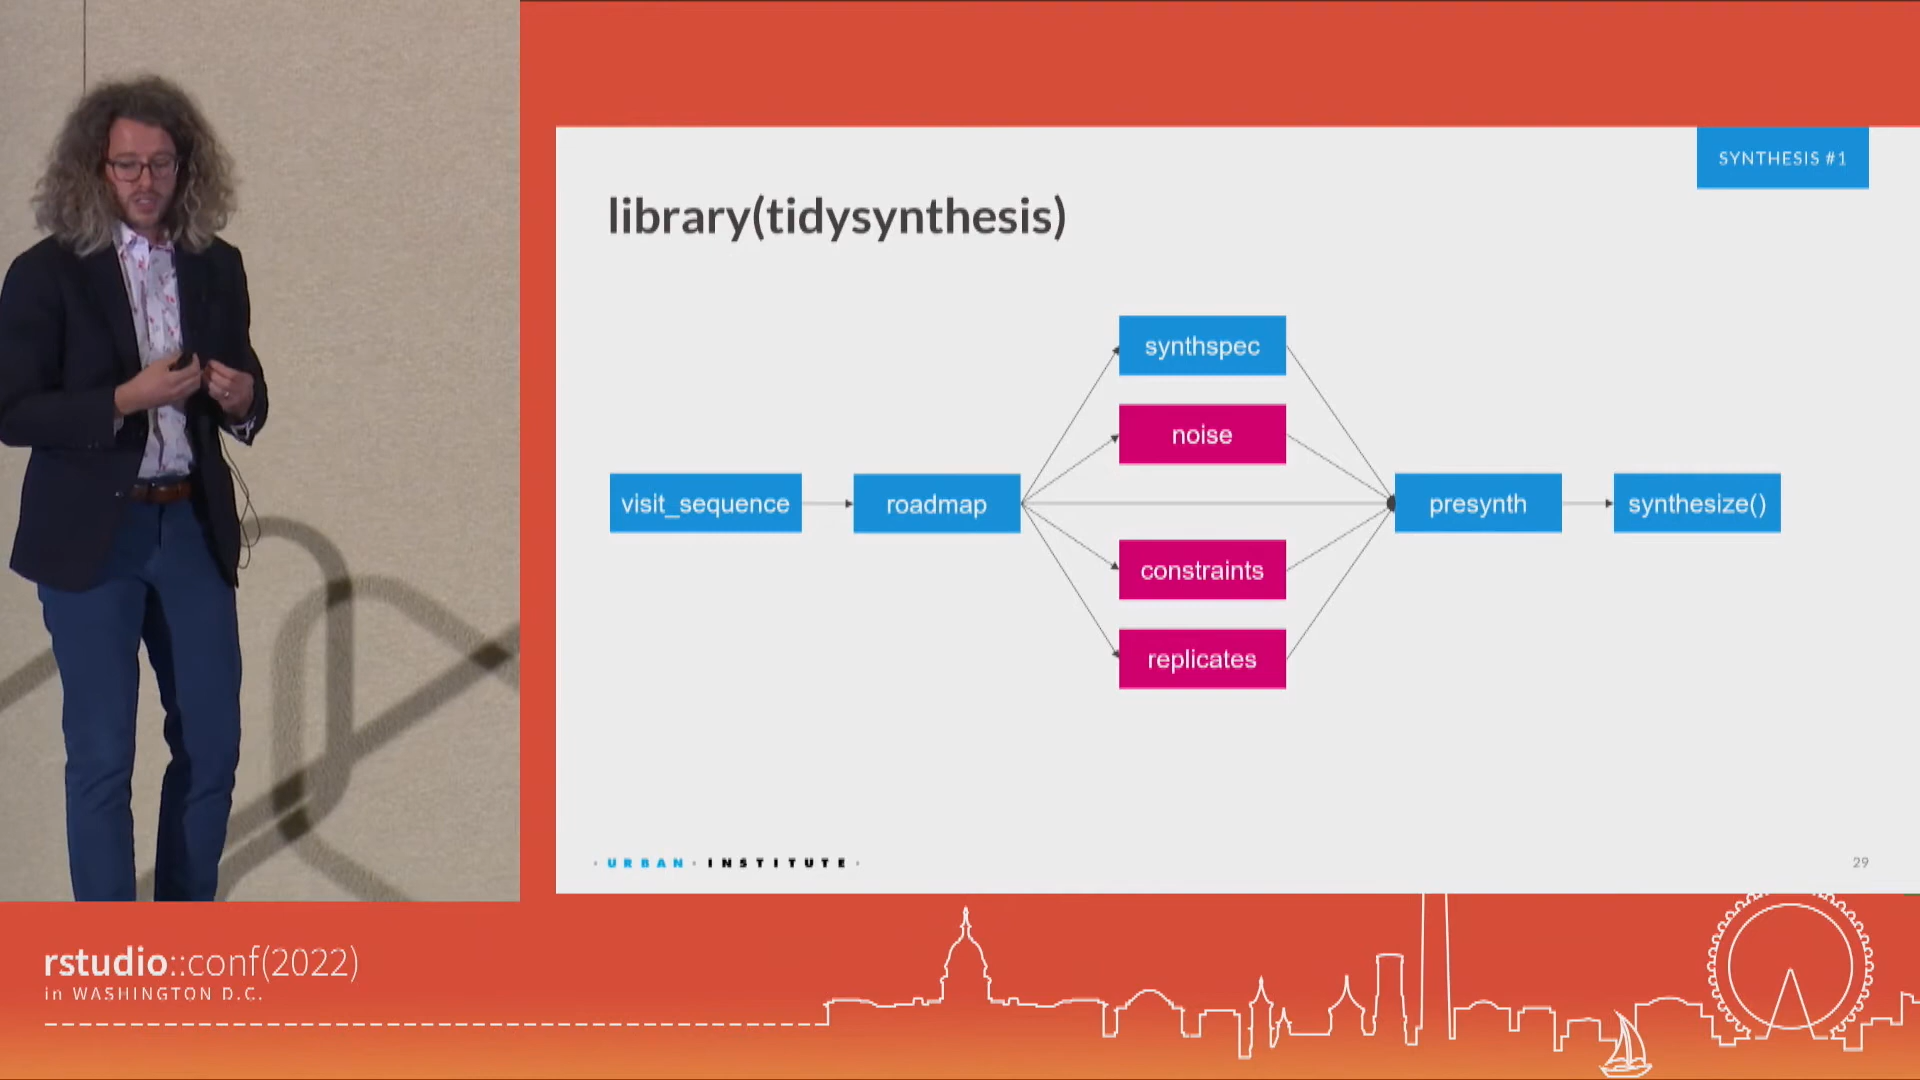 SYNTHESIS #1
library(tidysynthesis)
synthspec
noise
visit_sequence
roadmap
presynth
synthesize()
constraints
replicates
URBAN · INSTITUTE
29
rstudio::conf(2022)
in WASHINGTON D.C.